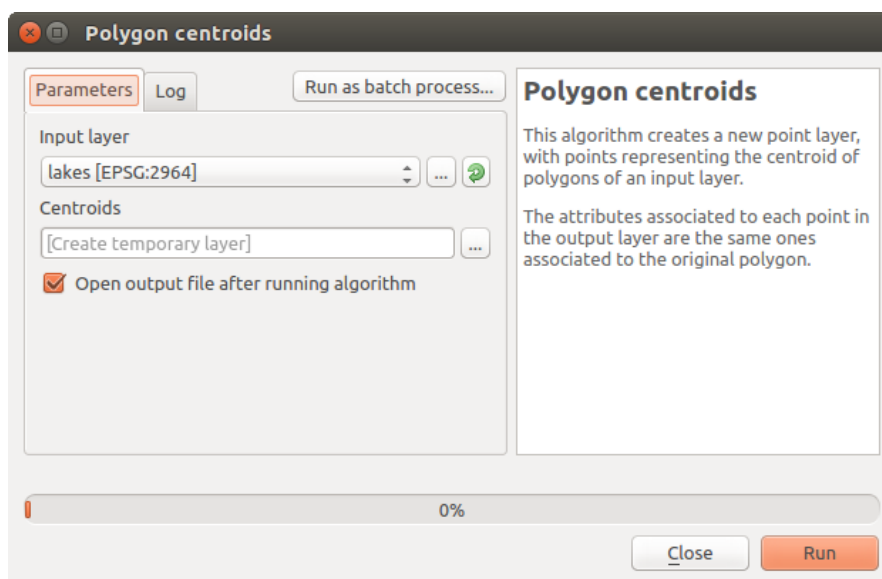 Polygon centroids
Parameters
Log
Run as batch process...
Input layer
lakes [EPSG:2964]
...
Centroids
[Create temporary layer]
...
Open output file after running algorithm
Polygon centroids
This algorithm creates a new point layer,
with points representing the centroid of
polygons of an input layer.
The attributes associated to each point in
the output layer are the same ones
associated to the original polygon.
0%
Close
Run